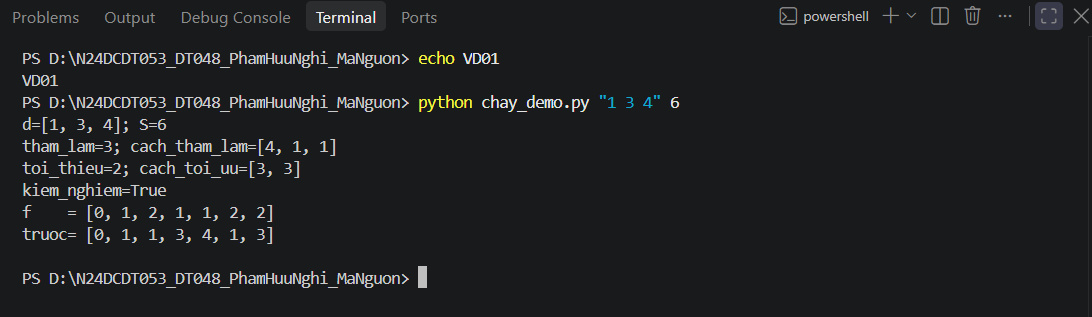 Problems Output Debug Console Terminal Ports powershell
PS D:\N24DCDT053_DT048_PhamHuuNghi_MaNguon> echo VD01
VD01
PS D:\N24DCDT053_DT048_PhamHuuNghi_MaNguon> python chay_demo.py "1 3 4" 6
d=[1, 3, 4]; S=6
tham_lam=3; cach_tham_lam=[4, 1, 1]
toi_thieu=2; cach_toi_uu=[3, 3]
kiem_nghiem=True
f    = [0, 1, 2, 1, 1, 2, 2]
truoc= [0, 1, 1, 3, 4, 1, 3]
PS D:\N24DCDT053_DT048_PhamHuuNghi_MaNguon>